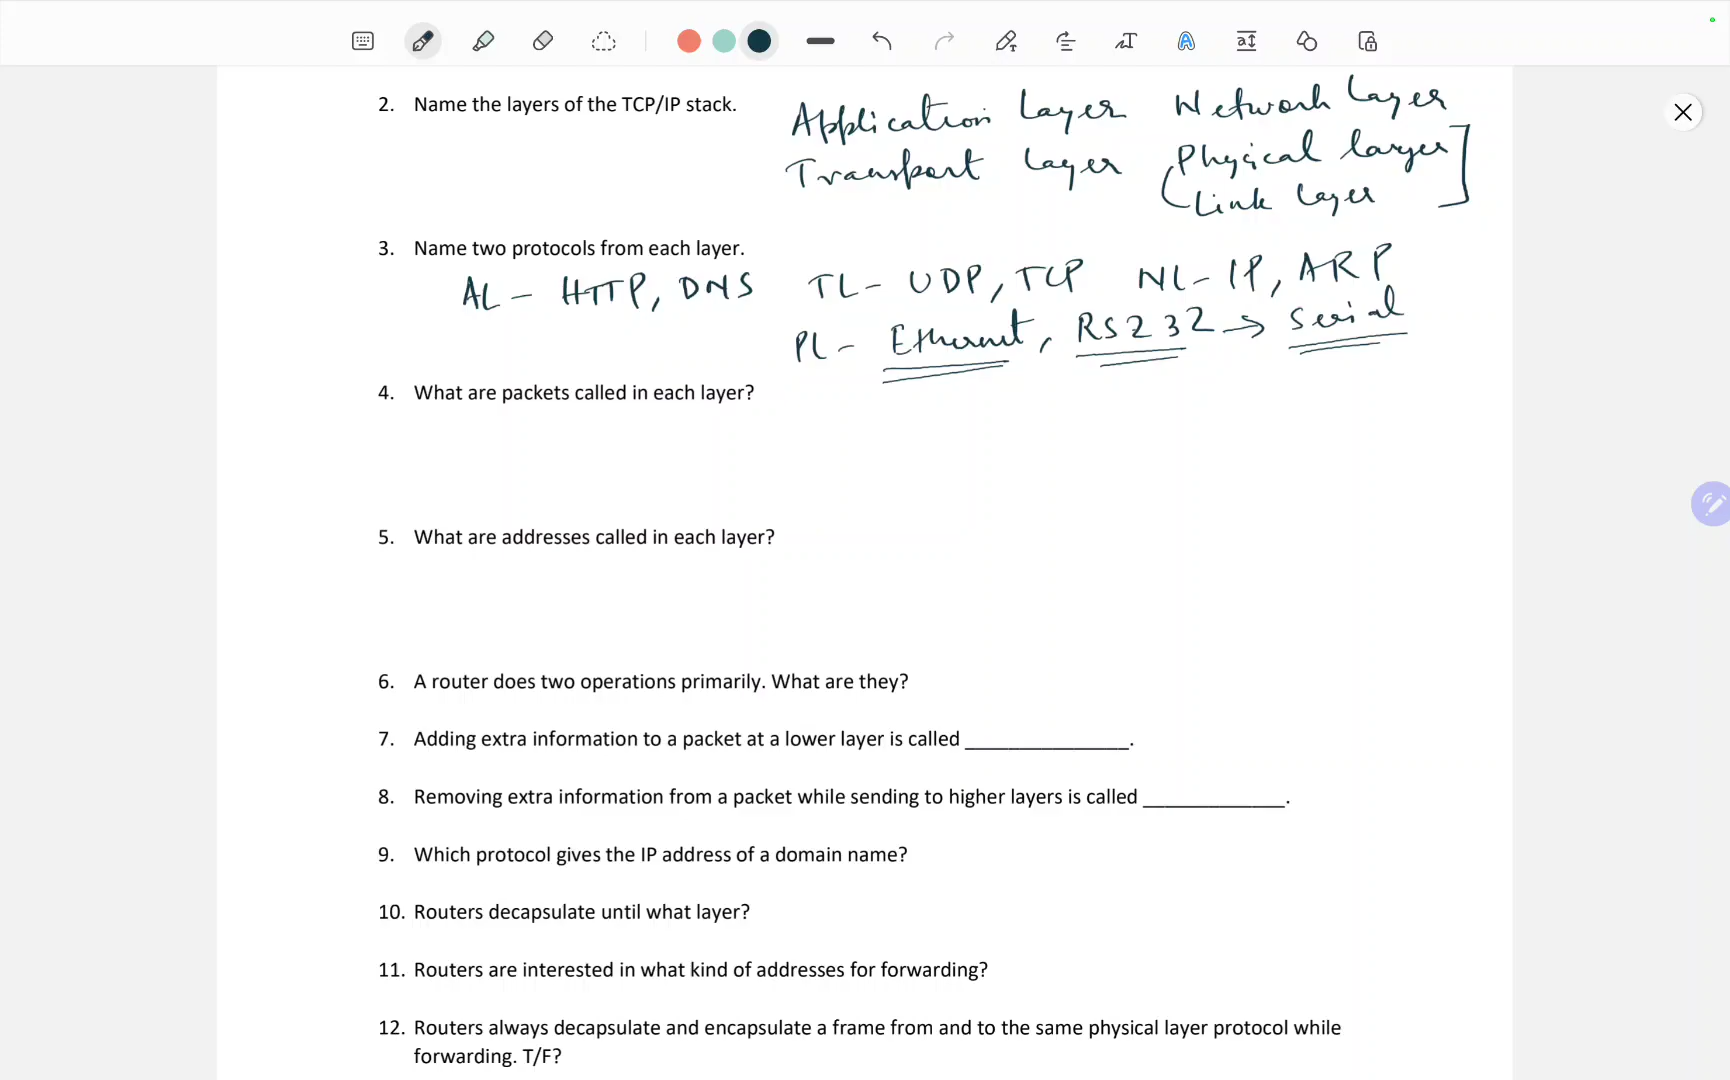 2. Name the layers of the TCP/IP stack.
Application Layer Network Layer
Transport Layer Physical layer
Link Layer
3. Name two protocols from each layer.
AL - HTTP, DNS TL - UDP, TCP NL - IP, ARP
PL - Ethernet, RS232 → Serial
4. What are packets called in each layer?
5. What are addresses called in each layer?
6. A router does two operations primarily. What are they?
7. Adding extra information to a packet at a lower layer is called _______________.
8. Removing extra information from a packet while sending to higher layers is called _____________.
9. Which protocol gives the IP address of a domain name?
10. Routers decapsulate until what layer?
11. Routers are interested in what kind of addresses for forwarding?
12. Routers always decapsulate and encapsulate a frame from and to the same physical layer protocol while
forwarding. T/F?